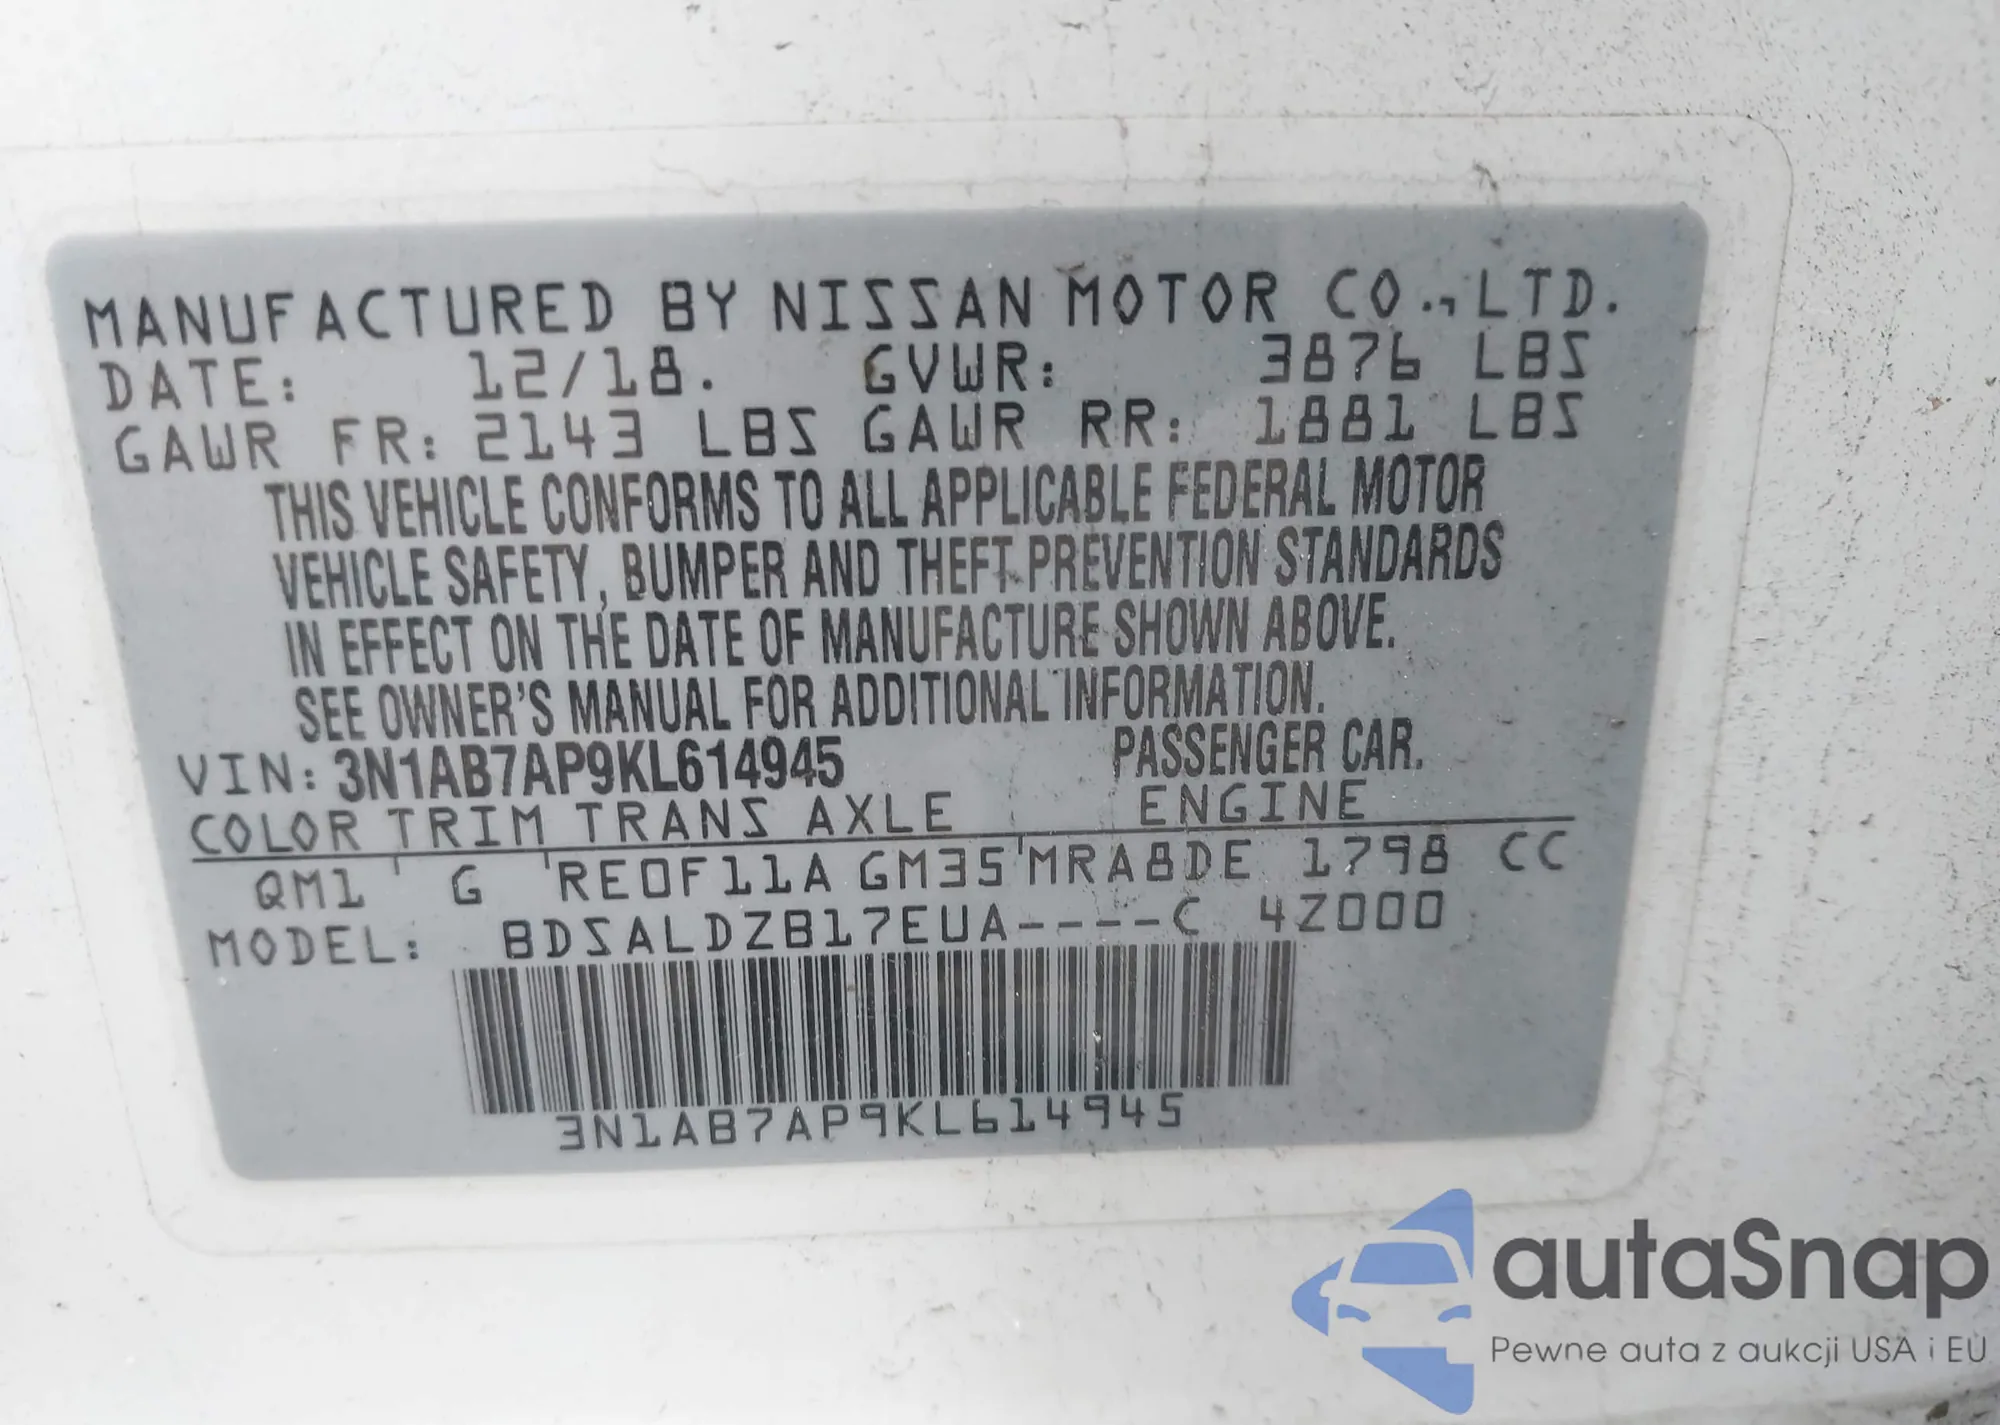 MANUFACTURED BY NISSAN MOTOR CO., LTD.
DATE: 12/18. GVWR: 3876 LBS
GAWR FR: 2143 LBS GAWR RR: 1881 LBS
THIS VEHICLE CONFORMS TO ALL APPLICABLE FEDERAL MOTOR
VEHICLE SAFETY, BUMPER AND THEFT PREVENTION STANDARDS
IN EFFECT ON THE DATE OF MANUFACTURE SHOWN ABOVE.
SEE OWNER'S MANUAL FOR ADDITIONAL INFORMATION.
VIN: 3N1AB7AP9KL614945 PASSENGER CAR.
COLOR TRIM TRANS AXLE ENGINE
QM1 ' G ' RE0F11A GM35 ' MRA8DE 1798 CC
MODEL: BDSALDZB17EUA----C 4Z000
3N1AB7AP9KL614945
autaSnap
Pewne auta z aukcji USA i EU